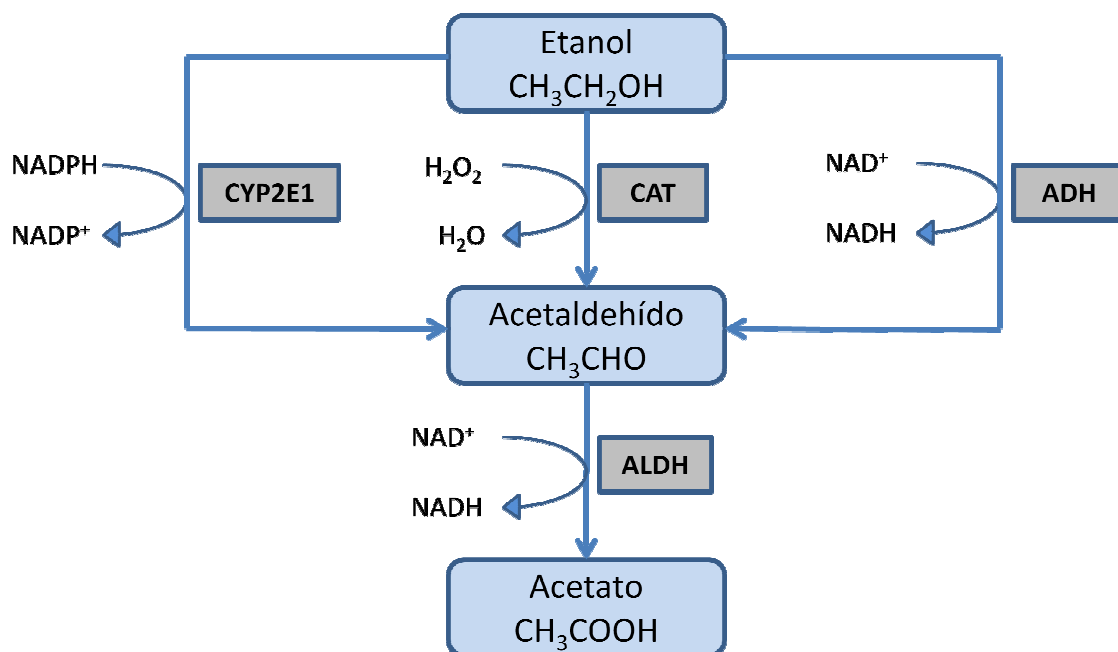 Etanol
CH₃CH₂OH
NADPH
CYP2E1
NADP⁺
H₂O₂
CAT
H₂O
NAD⁺
ADH
NADH
Acetaldehído
CH₃CHO
NAD⁺
ALDH
NADH
Acetato
CH₃COOH